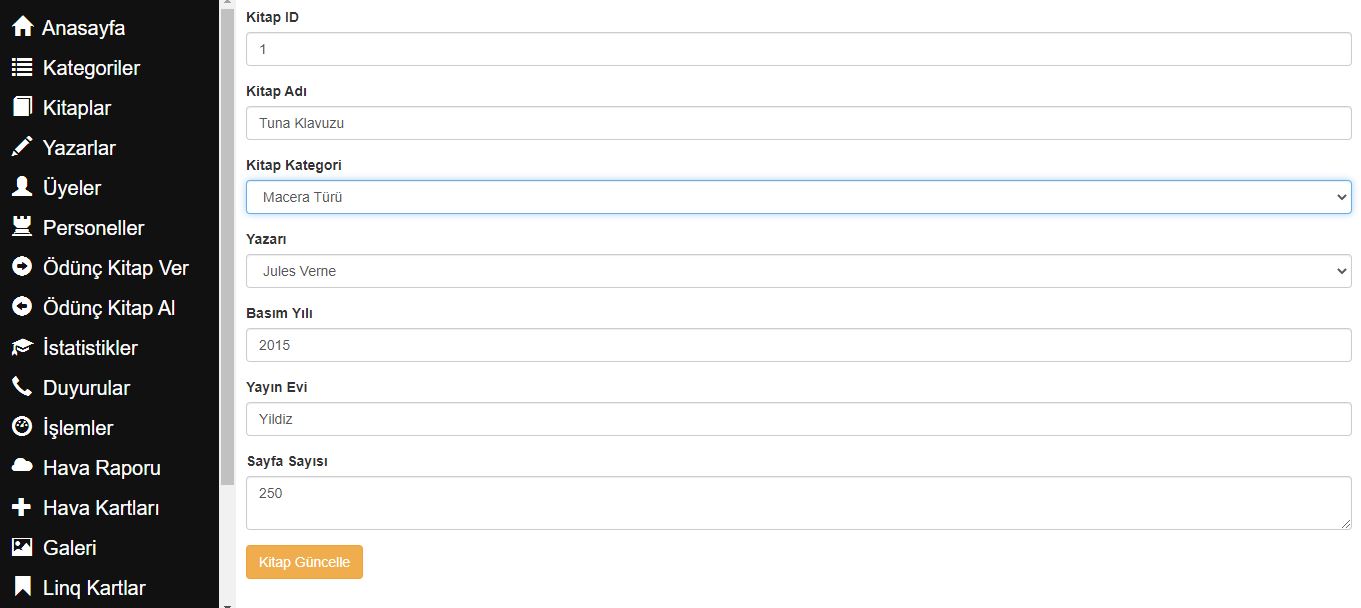 Anasayfa
Kategoriler
Kitaplar
Yazarlar
Üyeler
Personeller
Ödünç Kitap Ver
Ödünç Kitap Al
İstatistikler
Duyurular
İşlemler
Hava Raporu
Hava Kartları
Galeri
Linq Kartlar
Kitap ID
1
Kitap Adı
Tuna Klavuzu
Kitap Kategori
Macera Türü
Yazarı
Jules Verne
Basım Yılı
2015
Yayın Evi
Yildiz
Sayfa Sayısı
250
Kitap Güncelle